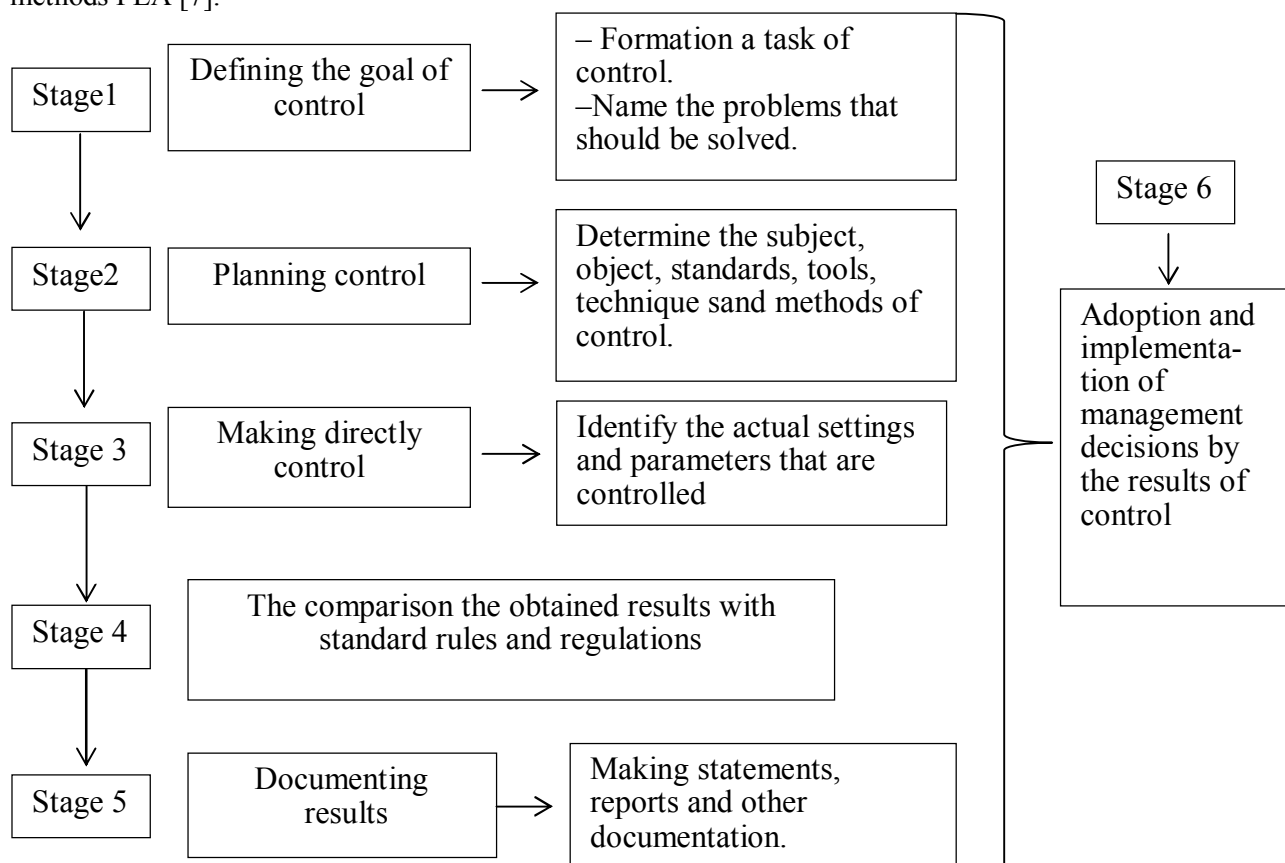 methods FEA [7].
Stage1
Defining the goal of
control
– Formation a task of
control.
–Name the problems that
should be solved.
Stage2
Planning control
Determine the subject,
object, standards, tools,
technique sand methods of
control.
Stage 3
Making directly
control
Identify the actual settings
and parameters that are
controlled
Stage 4
The comparison the obtained results with
standard rules and regulations
Stage 5
Documenting
results
Making statements,
reports and other
documentation.
Stage 6
Adoption and
implementa-
tion of
management
decisions by
the results of
control